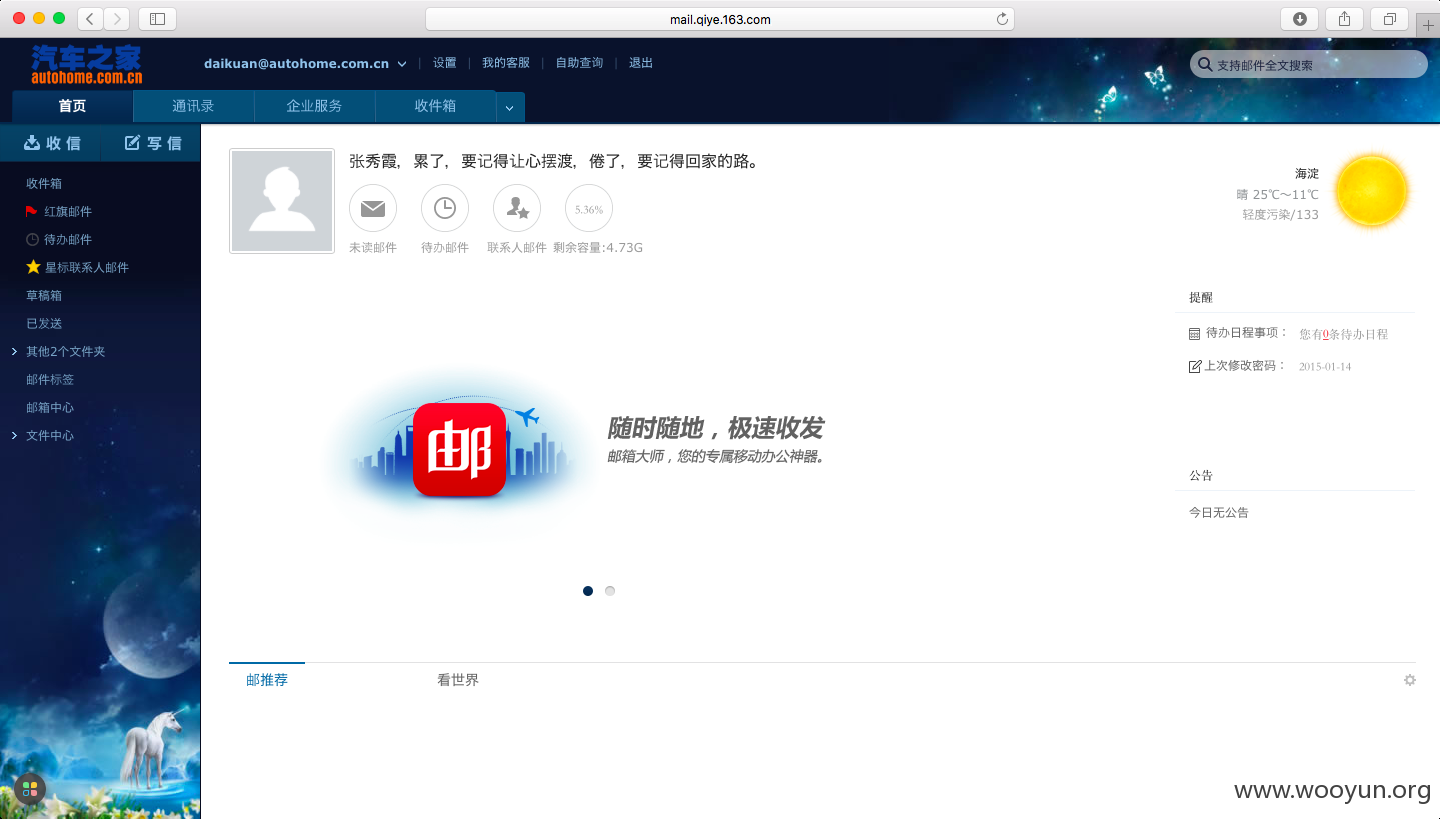 mail.qiye.163.com
汽车之家
autohome.com.cn
daikuan@autohome.com.cn
设置
我的客服
自助查询
退出
支持邮件全文搜索
首页
通讯录
企业服务
收件箱
收信
写信
收件箱
红旗邮件
待办邮件
星标联系人邮件
草稿箱
已发送
其他2个文件夹
邮件标签
邮箱中心
文件中心
张秀霞，累了，要记得让心摆渡，倦了，要记得回家的路。
5.36%
未读邮件
待办邮件
联系人邮件
剩余容量:4.73G
海淀
晴 25℃～11℃
轻度污染/133
提醒
待办日程事项： 您有0条待办日程
上次修改密码： 2015-01-14
邮
随时随地，极速收发
邮箱大师，您的专属移动办公神器。
公告
今日无公告
邮推荐
看世界
www.wooyun.org